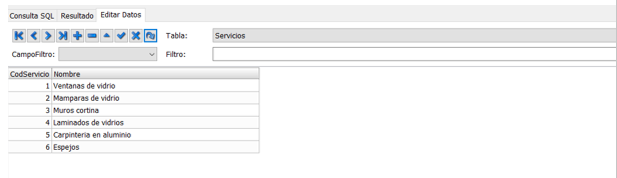 Consulta SQL Resultado Editar Datos
Tabla: Servicios
CampoFiltro: Filtro:
CodServicio Nombre
1 Ventanas de vidrio
2 Mamparas de vidrio
3 Muros cortina
4 Laminados de vidrios
5 Carpinteria en aluminio
6 Espejos